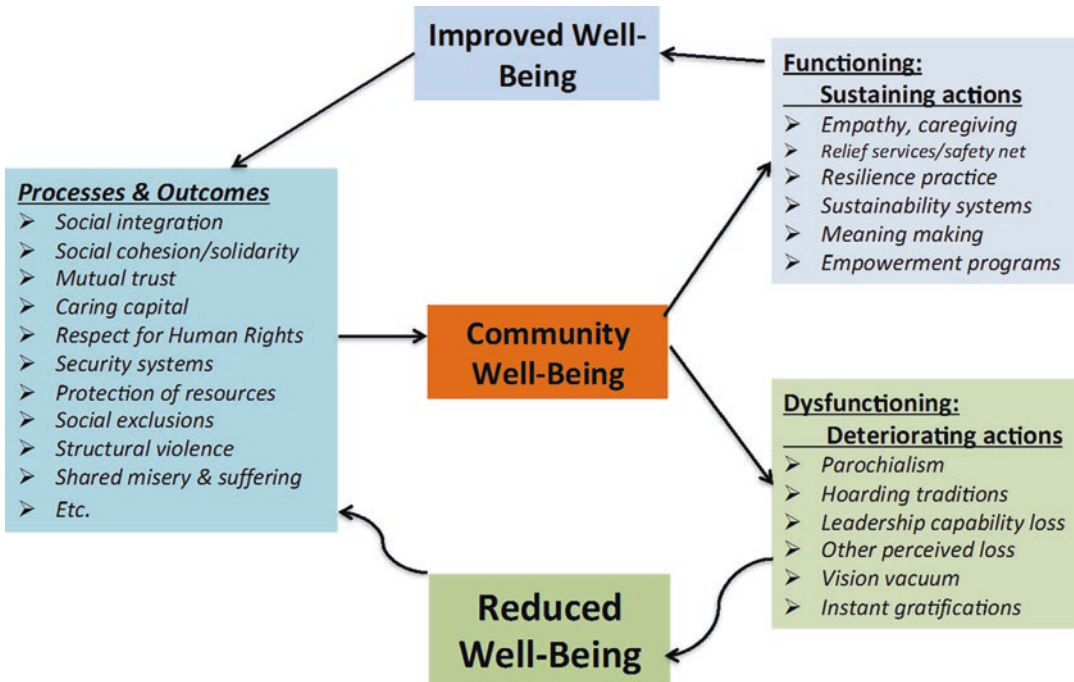 Improved Well-
Being
Functioning:
Sustaining actions
➢ Empathy, caregiving
➢ Relief services/safety net
➢ Resilience practice
➢ Sustainability systems
➢ Meaning making
➢ Empowerment programs
Processes & Outcomes
➢ Social integration
➢ Social cohesion/solidarity
➢ Mutual trust
➢ Caring capital
➢ Respect for Human Rights
➢ Security systems
➢ Protection of resources
➢ Social exclusions
➢ Structural violence
➢ Shared misery & suffering
➢ Etc.
Community
Well-Being
Dysfunctioning:
Deteriorating actions
➢ Parochialism
➢ Hoarding traditions
➢ Leadership capability loss
➢ Other perceived loss
➢ Vision vacuum
➢ Instant gratifications
Reduced
Well-Being